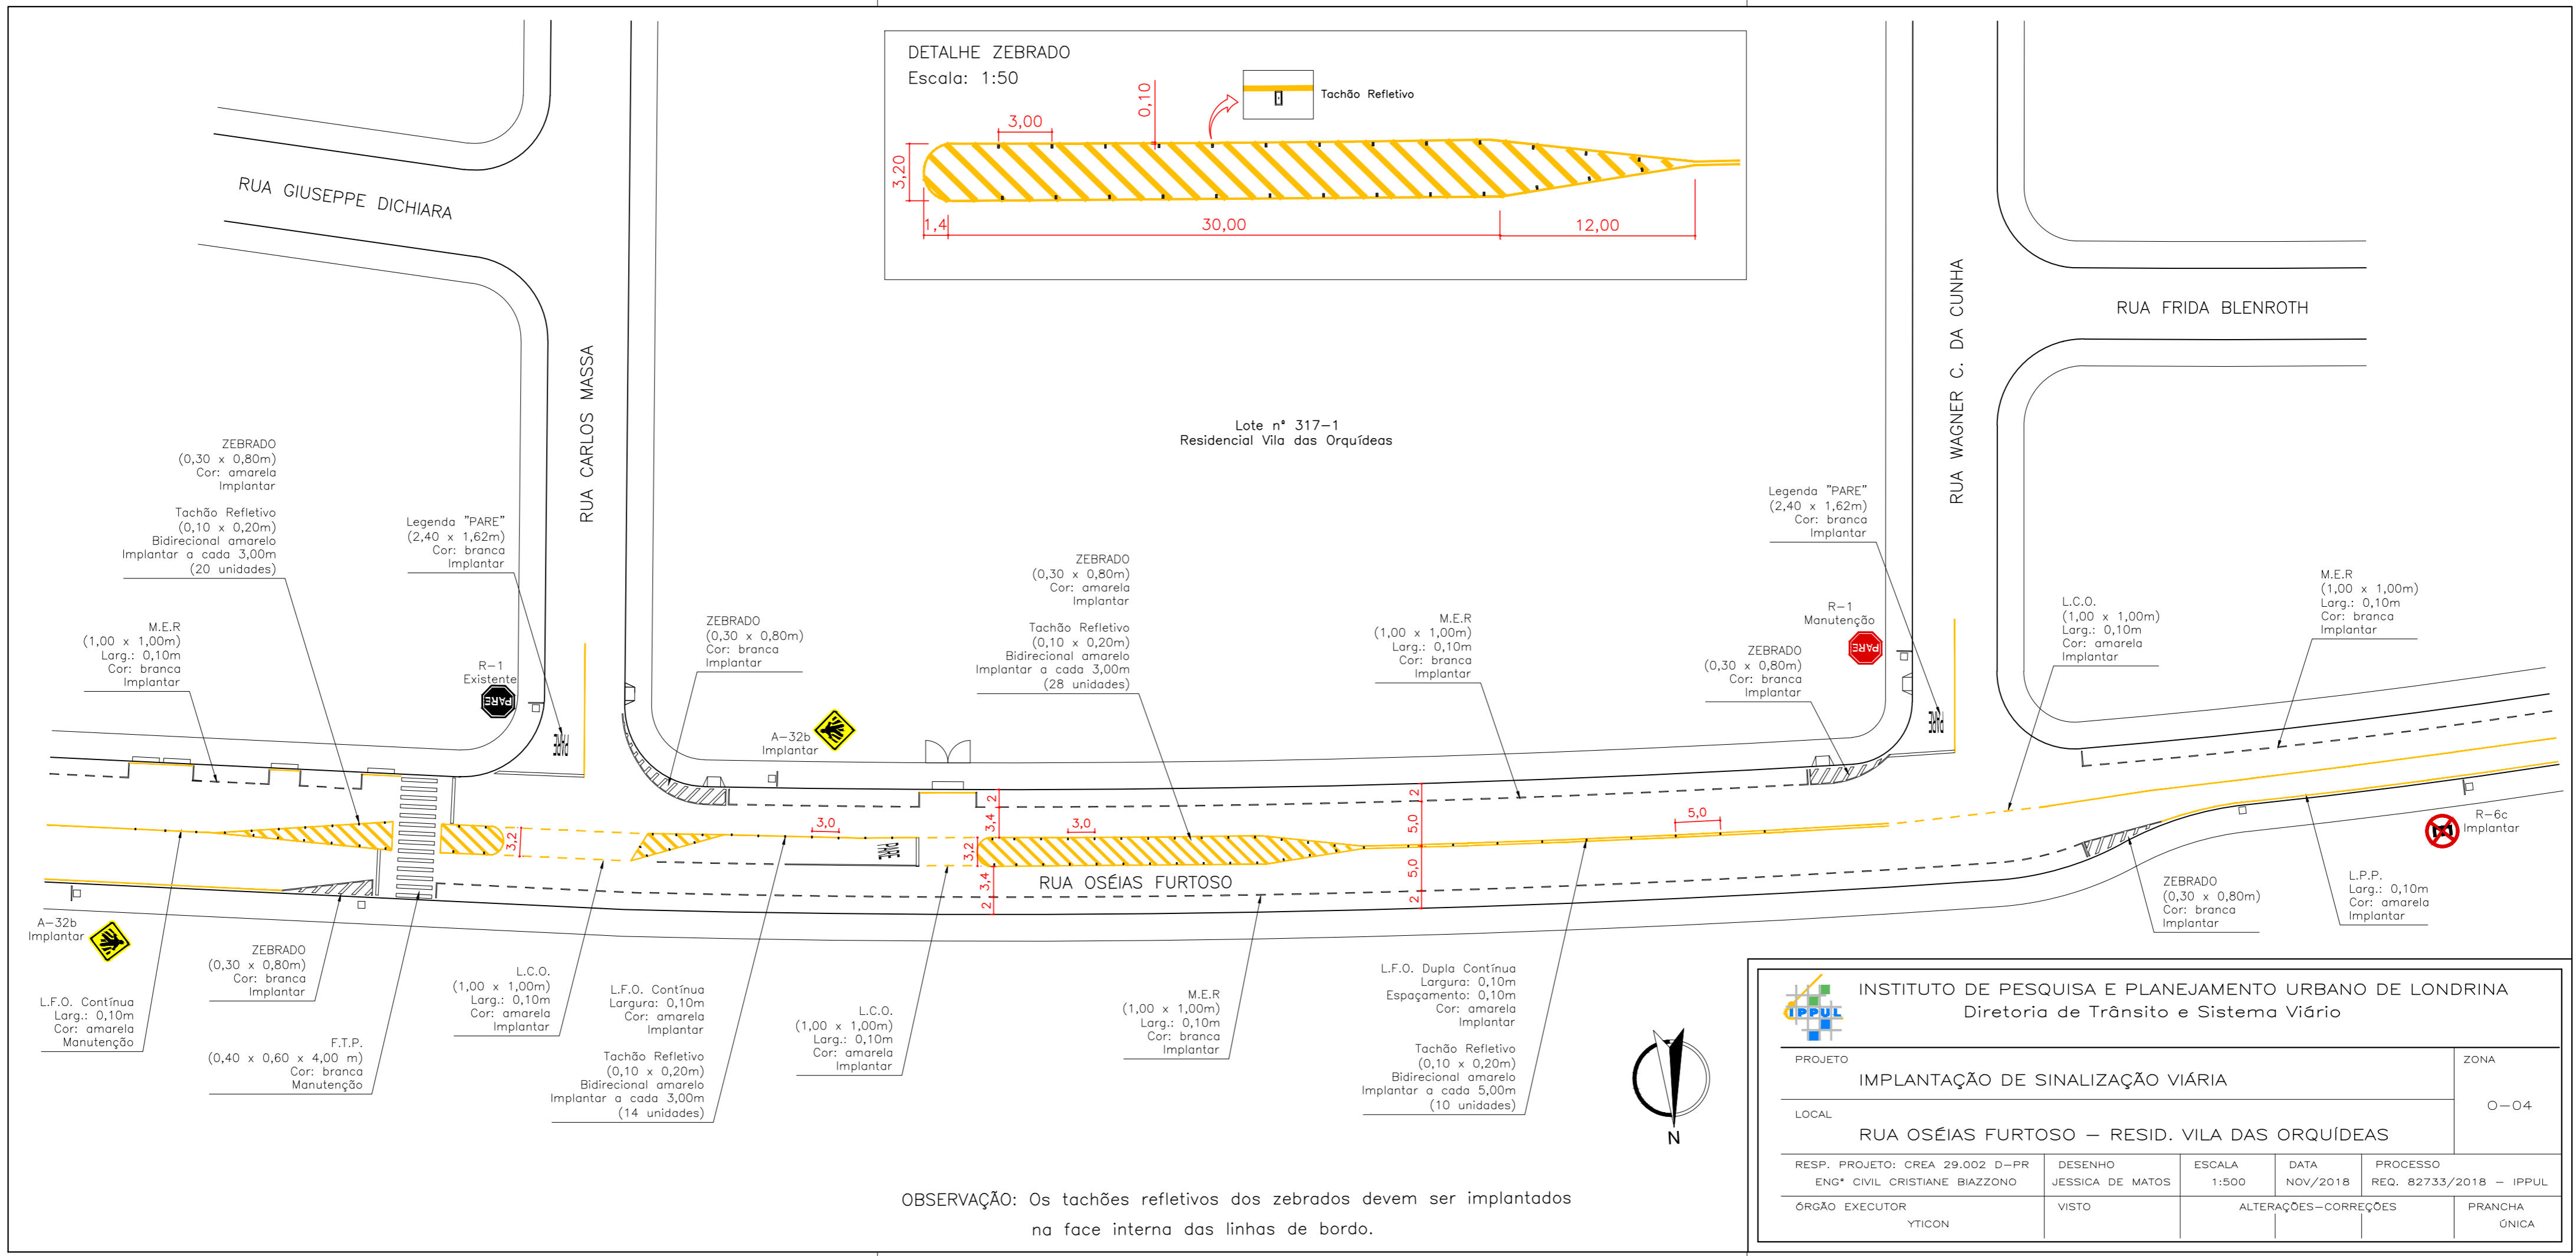 DETALHE ZEBRADO
Escala: 1:50
Tachão Refletivo
0,10
3,00
3,20
1,4
30,00
12,00
RUA GIUSEPPE DICHIARA
RUA CARLOS MASSA
RUA WAGNER C. DA CUNHA
RUA FRIDA BLENROTH
Lote nº 317-1
Residencial Vila das Orquídeas
ZEBRADO
(0,30 x 0,80m)
Cor: amarela
Implantar
Tachão Refletivo
(0,10 x 0,20m)
Bidirecional amarelo
Implantar a cada 3,00m
(20 unidades)
Legenda "PARE"
(2,40 x 1,62m)
Cor: branca
Implantar
M.E.R
(1,00 x 1,00m)
Larg.: 0,10m
Cor: branca
Implantar
R-1
Existente
PARE
PARE
ZEBRADO
(0,30 x 0,80m)
Cor: branca
Implantar
A-32b
Implantar
ZEBRADO
(0,30 x 0,80m)
Cor: amarela
Implantar
Tachão Refletivo
(0,10 x 0,20m)
Bidirecional amarelo
Implantar a cada 3,00m
(28 unidades)
M.E.R
(1,00 x 1,00m)
Larg.: 0,10m
Cor: branca
Implantar
Legenda "PARE"
(2,40 x 1,62m)
Cor: branca
Implantar
R-1
Manutenção
PARE
PARE
ZEBRADO
(0,30 x 0,80m)
Cor: branca
Implantar
L.C.O.
(1,00 x 1,00m)
Larg.: 0,10m
Cor: amarela
Implantar
M.E.R
(1,00 x 1,00m)
Larg.: 0,10m
Cor: branca
Implantar
3,2
3,0
PARE
3,2
2
3,4
3,0
3,4
2
2
5,0
5,0
2
5,0
RUA OSÉIAS FURTOSO
R-6c
Implantar
A-32b
Implantar
L.F.O. Contínua
Larg.: 0,10m
Cor: amarela
Manutenção
ZEBRADO
(0,30 x 0,80m)
Cor: branca
Implantar
F.T.P.
(0,40 x 0,60 x 4,00 m)
Cor: branca
Manutenção
L.C.O.
(1,00 x 1,00m)
Larg.: 0,10m
Cor: amarela
Implantar
L.F.O. Contínua
Largura: 0,10m
Cor: amarela
Implantar
Tachão Refletivo
(0,10 x 0,20m)
Bidirecional amarelo
Implantar a cada 3,00m
(14 unidades)
L.C.O.
(1,00 x 1,00m)
Larg.: 0,10m
Cor: amarela
Implantar
M.E.R
(1,00 x 1,00m)
Larg.: 0,10m
Cor: branca
Implantar
L.F.O. Dupla Contínua
Largura: 0,10m
Espaçamento: 0,10m
Cor: amarela
Implantar
Tachão Refletivo
(0,10 x 0,20m)
Bidirecional amarelo
Implantar a cada 5,00m
(10 unidades)
ZEBRADO
(0,30 x 0,80m)
Cor: branca
Implantar
L.P.P.
Larg.: 0,10m
Cor: amarela
Implantar
N
OBSERVAÇÃO: Os tachões refletivos dos zebrados devem ser implantados
na face interna das linhas de bordo.
IPPUL
INSTITUTO DE PESQUISA E PLANEJAMENTO URBANO DE LONDRINA
Diretoria de Trânsito e Sistema Viário
PROJETO
IMPLANTAÇÃO DE SINALIZAÇÃO VIÁRIA
ZONA
O-04
LOCAL
RUA OSÉIAS FURTOSO – RESID. VILA DAS ORQUÍDEAS
RESP. PROJETO: CREA 29.002 D-PR
ENGª CIVIL CRISTIANE BIAZZONO
DESENHO
JESSICA DE MATOS
ESCALA
1:500
DATA
NOV/2018
PROCESSO
REQ. 82733/2018 – IPPUL
ÓRGÃO EXECUTOR
YTICON
VISTO
ALTERAÇÕES-CORREÇÕES
PRANCHA
ÚNICA